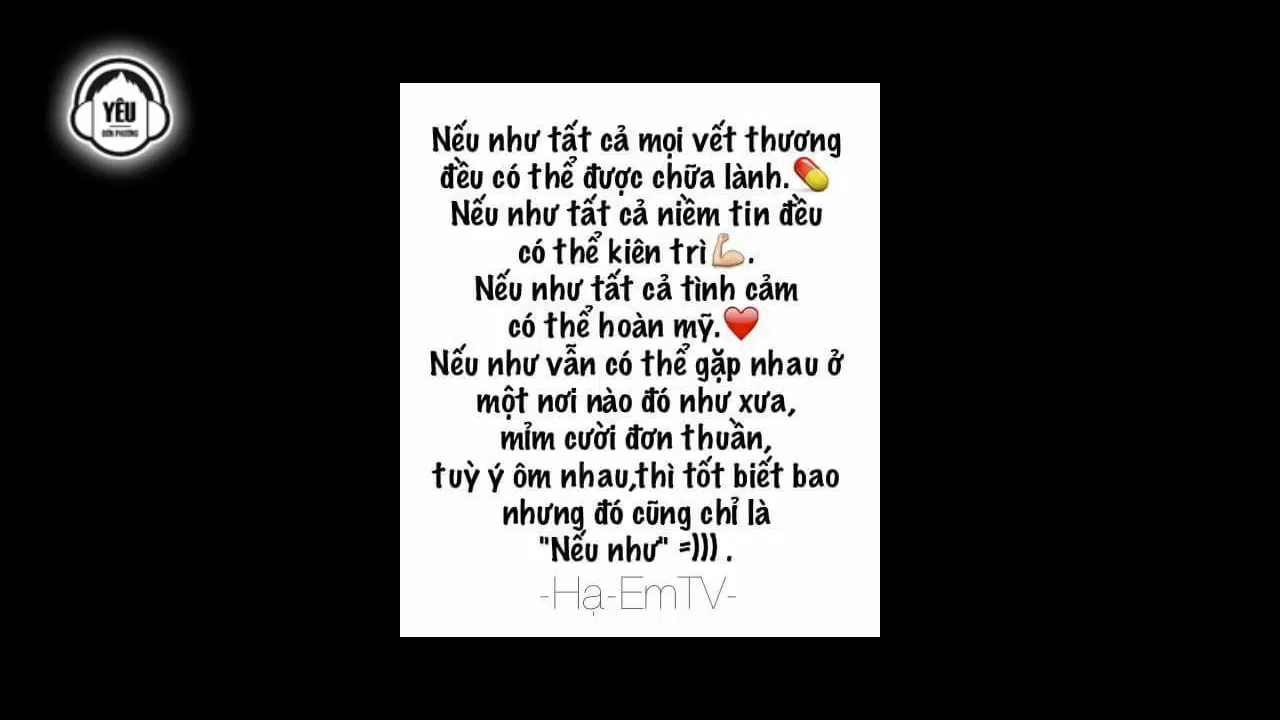 YÊU
ĐƠN PHƯƠNG
Nếu như tất cả mọi vết thương
đều có thể được chữa lành.💊
Nếu như tất cả niềm tin đều
có thể kiên trì💪.
Nếu như tất cả tình cảm
có thể hoàn mỹ.❤️
Nếu như vẫn có thể gặp nhau ở
một nơi nào đó như xưa,
mỉm cười đơn thuần,
tuỳ ý ôm nhau,thì tốt biết bao
nhưng đó cũng chỉ là
"Nếu như" =))) .
-Hạ-EmTV-